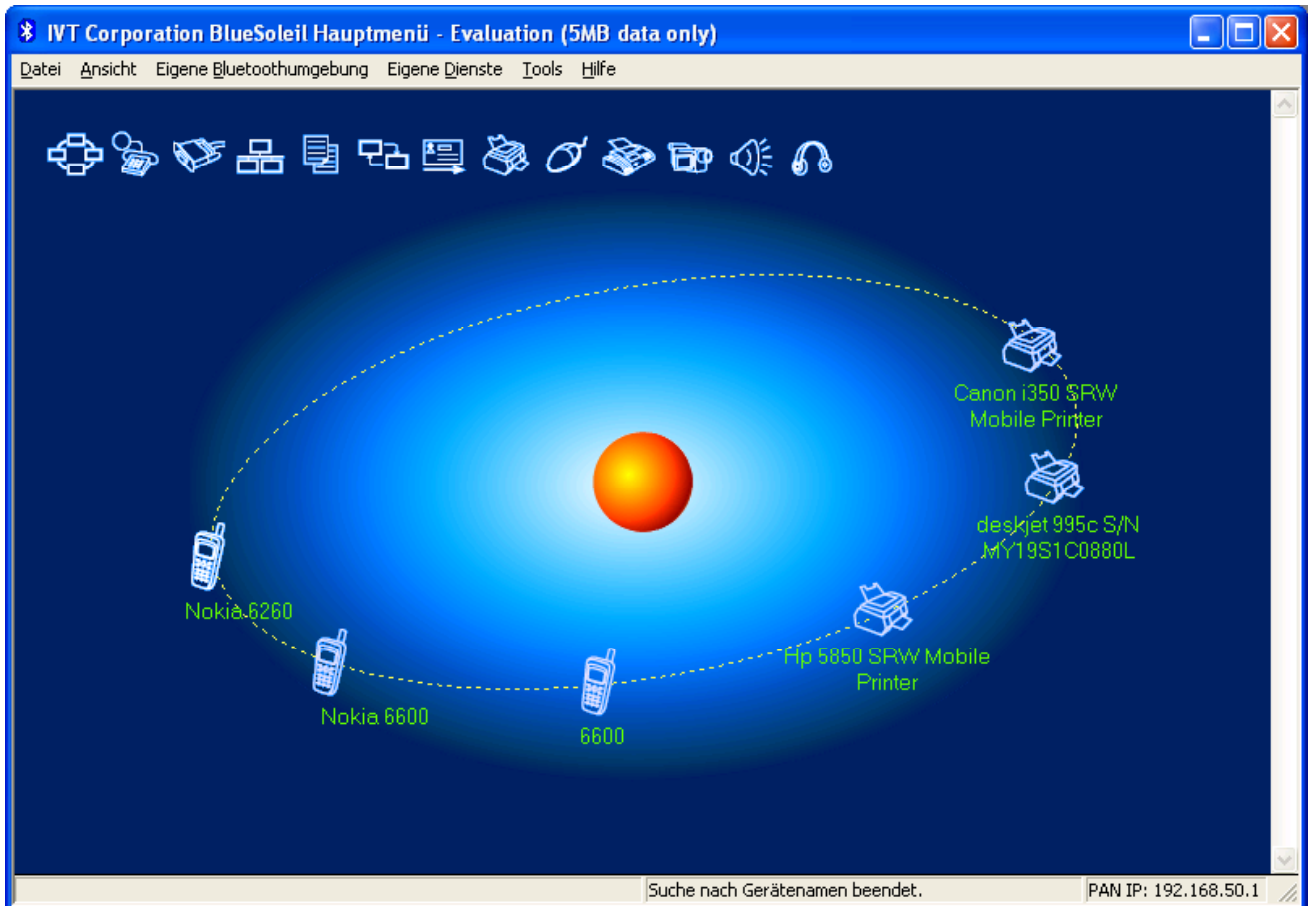 IVT Corporation BlueSoleil Hauptmenü - Evaluation (5MB data only)
Datei Ansicht Eigene Bluetoothumgebung Eigene Dienste Tools Hilfe
Canon i350 SRW
Mobile Printer
deskjet 995c S/N
MY19S1C0880L
Nokia 6260
Hp 5850 SRW Mobile
Printer
Nokia 6600
6600
Suche nach Gerätenamen beendet. PAN IP: 192.168.50.1